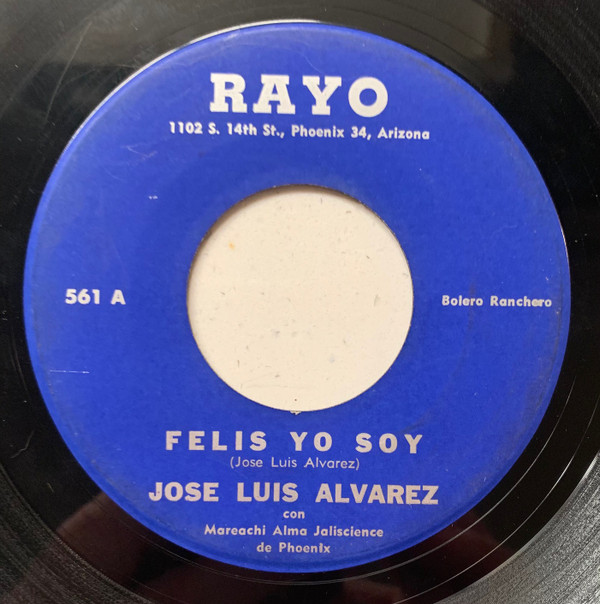 RAYO
1102 S. 14th St., Phoenix 34, Arizona
561 A
Bolero Ranchero
FELIS YO SOY
(Jose Luis Alvarez)
JOSE LUIS ALVAREZ
con
Mareachi Alma Jaliscience
de Phoenix